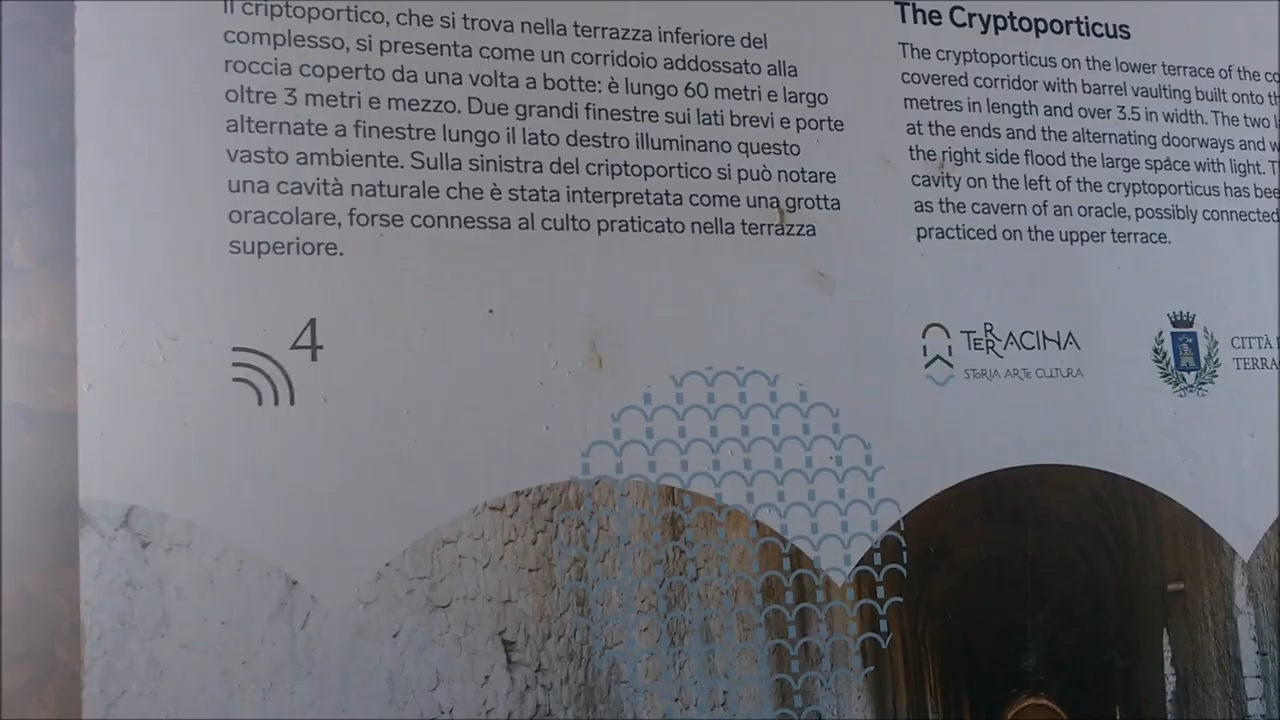 Il criptoportico, che si trova nella terrazza inferiore del
complesso, si presenta come un corridoio addossato alla
roccia coperto da una volta a botte: è lungo 60 metri e largo
oltre 3 metri e mezzo. Due grandi finestre sui lati brevi e porte
alternate a finestre lungo il lato destro illuminano questo
vasto ambiente. Sulla sinistra del criptoportico si può notare
una cavità naturale che è stata interpretata come una grotta
oracolare, forse connessa al culto praticato nella terrazza
superiore.
4
The Cryptoporticus
The cryptoporticus on the lower terrace of the
covered corridor with barrel vaulting built onto
metres in length and over 3.5 in width. The two
at the ends and the alternating doorways and
the right side flood the large space with light.
cavity on the left of the cryptoporticus has
as the cavern of an oracle, possibly connected
practiced on the upper terrace.
TERRACINA
STORIA ARTE CULTURA
CITTÀ
TERRA